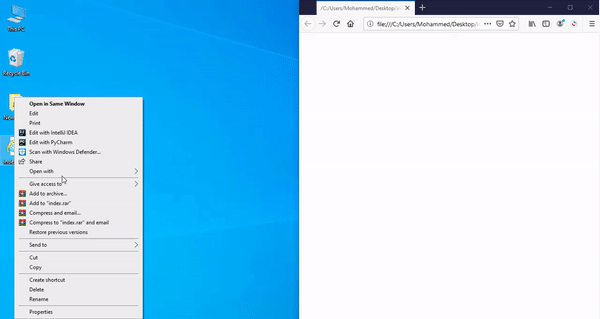 This PC
Recycle Bin
Open in Same Window
Edit
Print
Edit with IntelliJ IDEA
Edit with PyCharm
Scan with Windows Defender...
Share
Open with
Give access to
Add to archive...
Add to "index.rar"
Compress and email...
Compress to "index.rar" and email
Restore previous versions
Send to
Cut
Copy
Create shortcut
Delete
Rename
Properties
/C:/Users/Mohammed/Desktop/in
file:///C:/Users/Mohammed/Desktop/